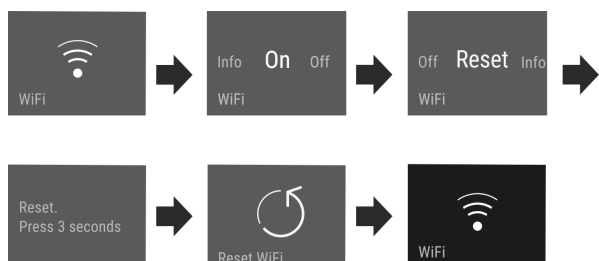 WiFi
Info On Off
WiFi
Off Reset Info
WiFi
Reset.
Press 3 seconds
Reset WiFi
WiFi